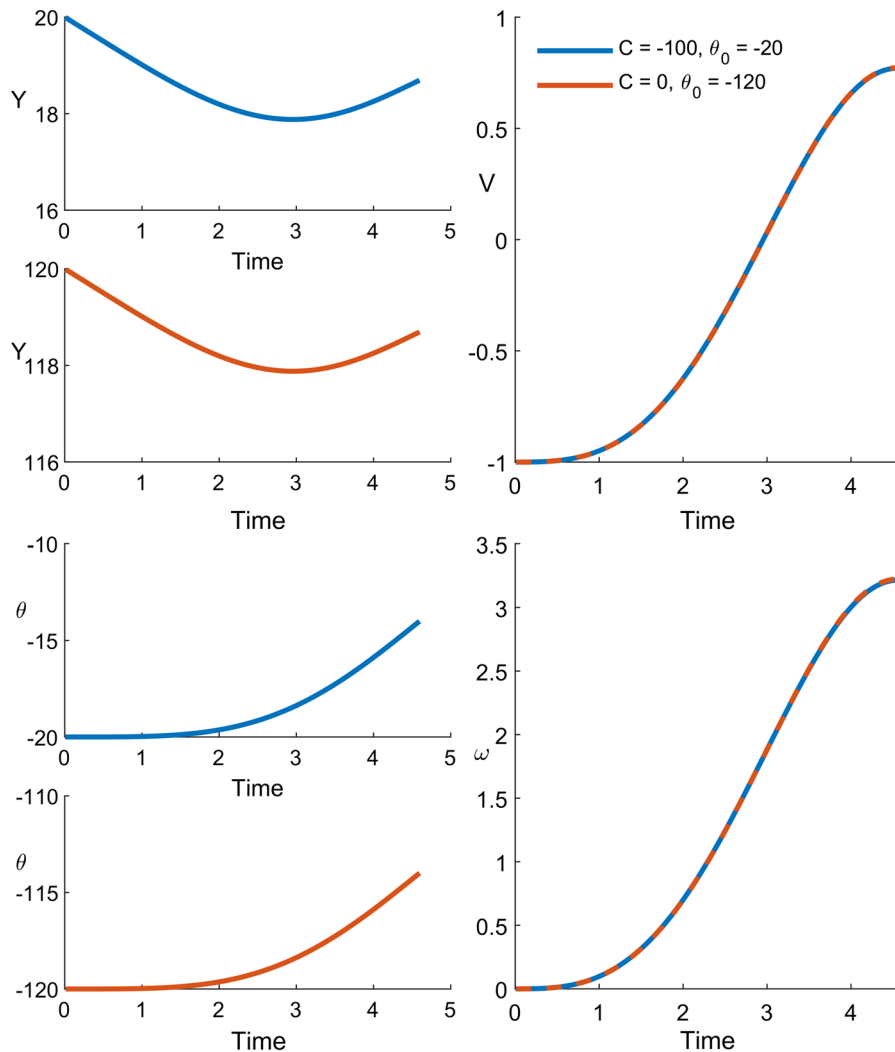 20
Y
18
16
0 1 2 3 4 5
Time
120
Y
118
116
0 1 2 3 4 5
Time
1
C = -100, θ₀ = -20
C = 0, θ₀ = -120
0.5
V
0
-0.5
-1
0 1 2 3 4
Time
-10
θ
-15
-20
0 1 2 3 4 5
Time
-110
θ
-115
-120
0 1 2 3 4 5
Time
3.5
3
2.5
2
ω
1.5
1
0.5
0
0 1 2 3 4
Time